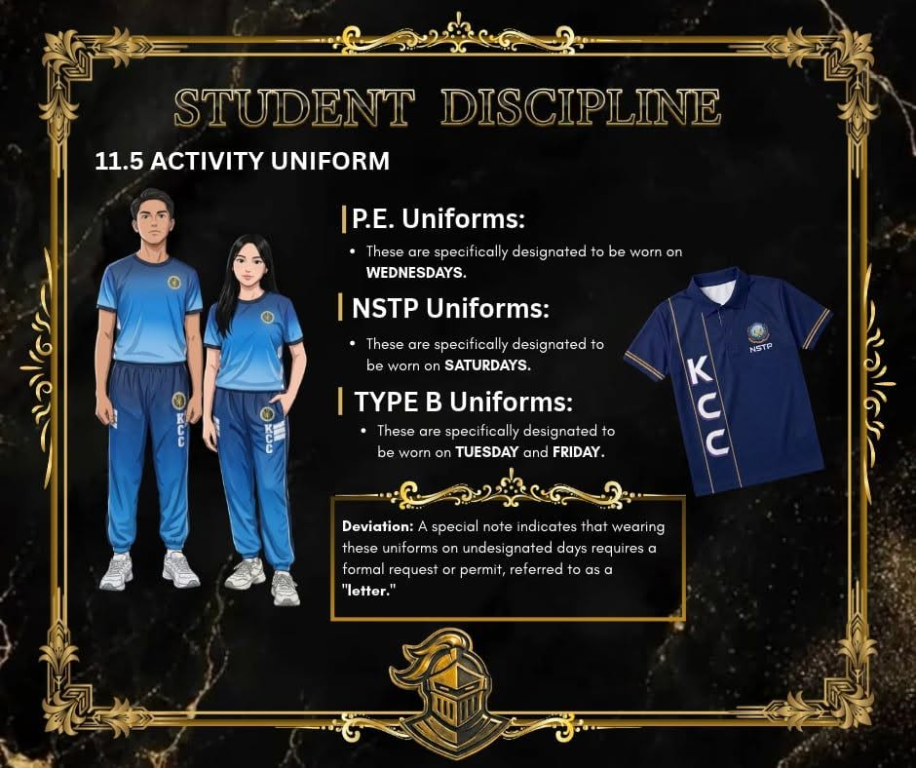 STUDENT DISCIPLINE
11.5 ACTIVITY UNIFORM
P.E. Uniforms:
• These are specifically designated to be worn on
WEDNESDAYS.
NSTP Uniforms:
• These are specifically designated to
be worn on SATURDAYS.
TYPE B Uniforms:
• These are specifically designated to
be worn on TUESDAY and FRIDAY.
Deviation: A special note indicates that wearing
these uniforms on undesignated days requires a
formal request or permit, referred to as a
"letter."
KCC
NSTP
KCC